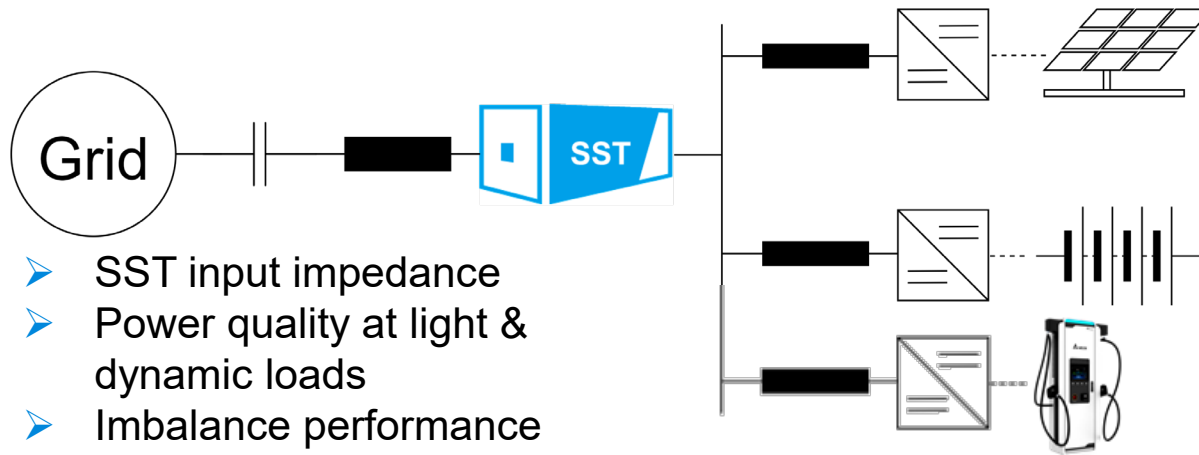 Grid
SST
SST input impedance
Power quality at light &
dynamic loads
Imbalance performance